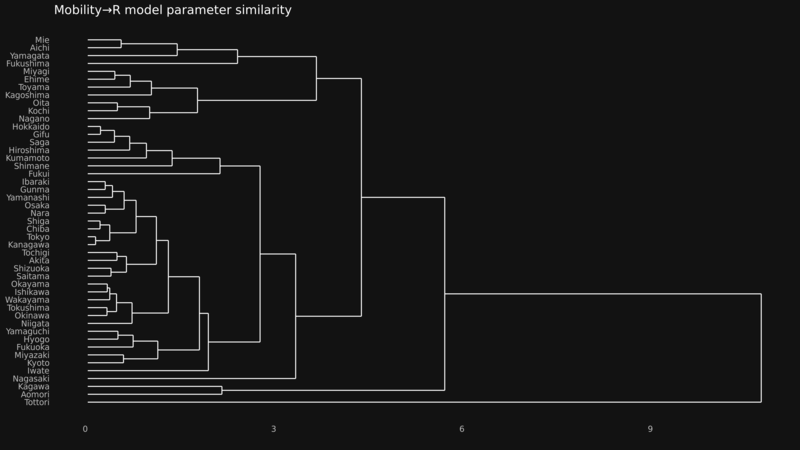 Mobility→R model parameter similarity
Mie
Aichi
Yamagata
Fukushima
Miyagi
Ehime
Toyama
Kagoshima
Oita
Kochi
Nagano
Hokkaido
Gifu
Saga
Hiroshima
Kumamoto
Shimane
Fukui
Ibaraki
Gunma
Yamanashi
Osaka
Nara
Shiga
Chiba
Tokyo
Kanagawa
Tochigi
Akita
Shizuoka
Saitama
Okayama
Ishikawa
Wakayama
Tokushima
Okinawa
Niigata
Yamaguchi
Hyogo
Fukuoka
Miyazaki
Kyoto
Iwate
Nagasaki
Kagawa
Aomori
Tottori
0 3 6 9